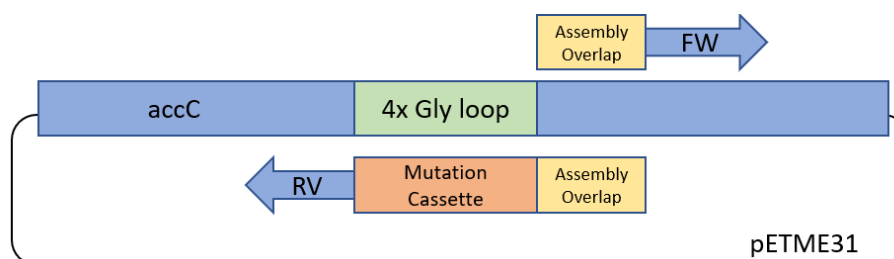 Assembly
Overlap
FW
accC
4x Gly loop
RV
Mutation
Cassette
Assembly
Overlap
pETME31